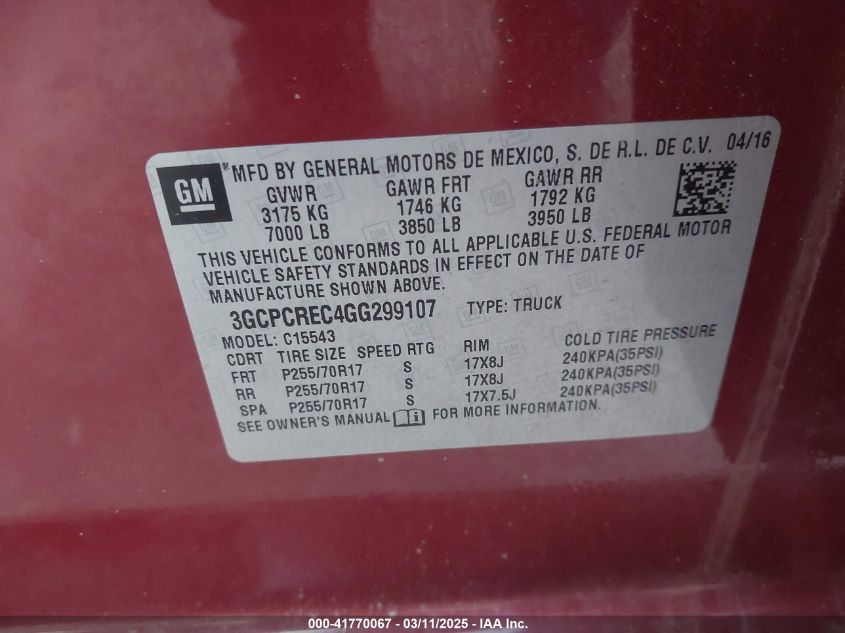 GM
*MFD BY GENERAL MOTORS DE MEXICO, S. DE R.L. DE C.V. 04/16
GVWR GAWR FRT GAWR RR
3175 KG 1746 KG 1792 KG
7000 LB 3850 LB 3950 LB
THIS VEHICLE CONFORMS TO ALL APPLICABLE U.S. FEDERAL MOTOR
VEHICLE SAFETY STANDARDS IN EFFECT ON THE DATE OF
MANUFACTURE SHOWN ABOVE.
3GCPCREC4GG299107 TYPE: TRUCK
MODEL: C15543
CDRT TIRE SIZE SPEED RTG RIM COLD TIRE PRESSURE
FRT P255/70R17 S 17X8J 240KPA(35PSI)
RR P255/70R17 S 17X8J 240KPA(35PSI)
SPA P255/70R17 S 17X7.5J 240KPA(35PSI)
SEE OWNER'S MANUAL FOR MORE INFORMATION.
000-41770067 - 03/11/2025 - IAA Inc.